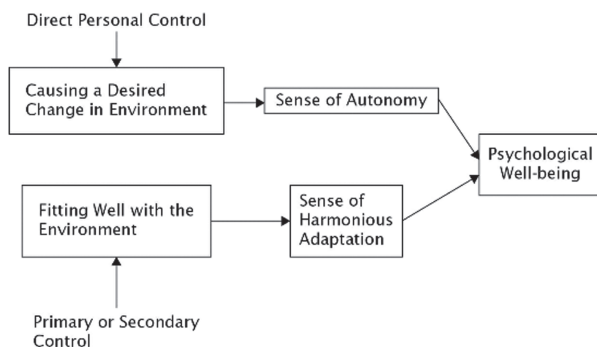 Direct Personal Control
Causing a Desired
Change in Environment
Sense of Autonomy
Psychological
Well-being
Fitting Well with the
Environment
Sense of
Harmonious
Adaptation
Primary or Secondary
Control